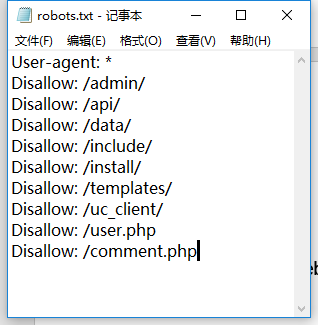 robots.txt - 记事本
文件(F) 编辑(E) 格式(O) 查看(V) 帮助(H)
User-agent: *
Disallow: /admin/
Disallow: /api/
Disallow: /data/
Disallow: /include/
Disallow: /install/
Disallow: /templates/
Disallow: /uc_client/
Disallow: /user.php
Disallow: /comment.php